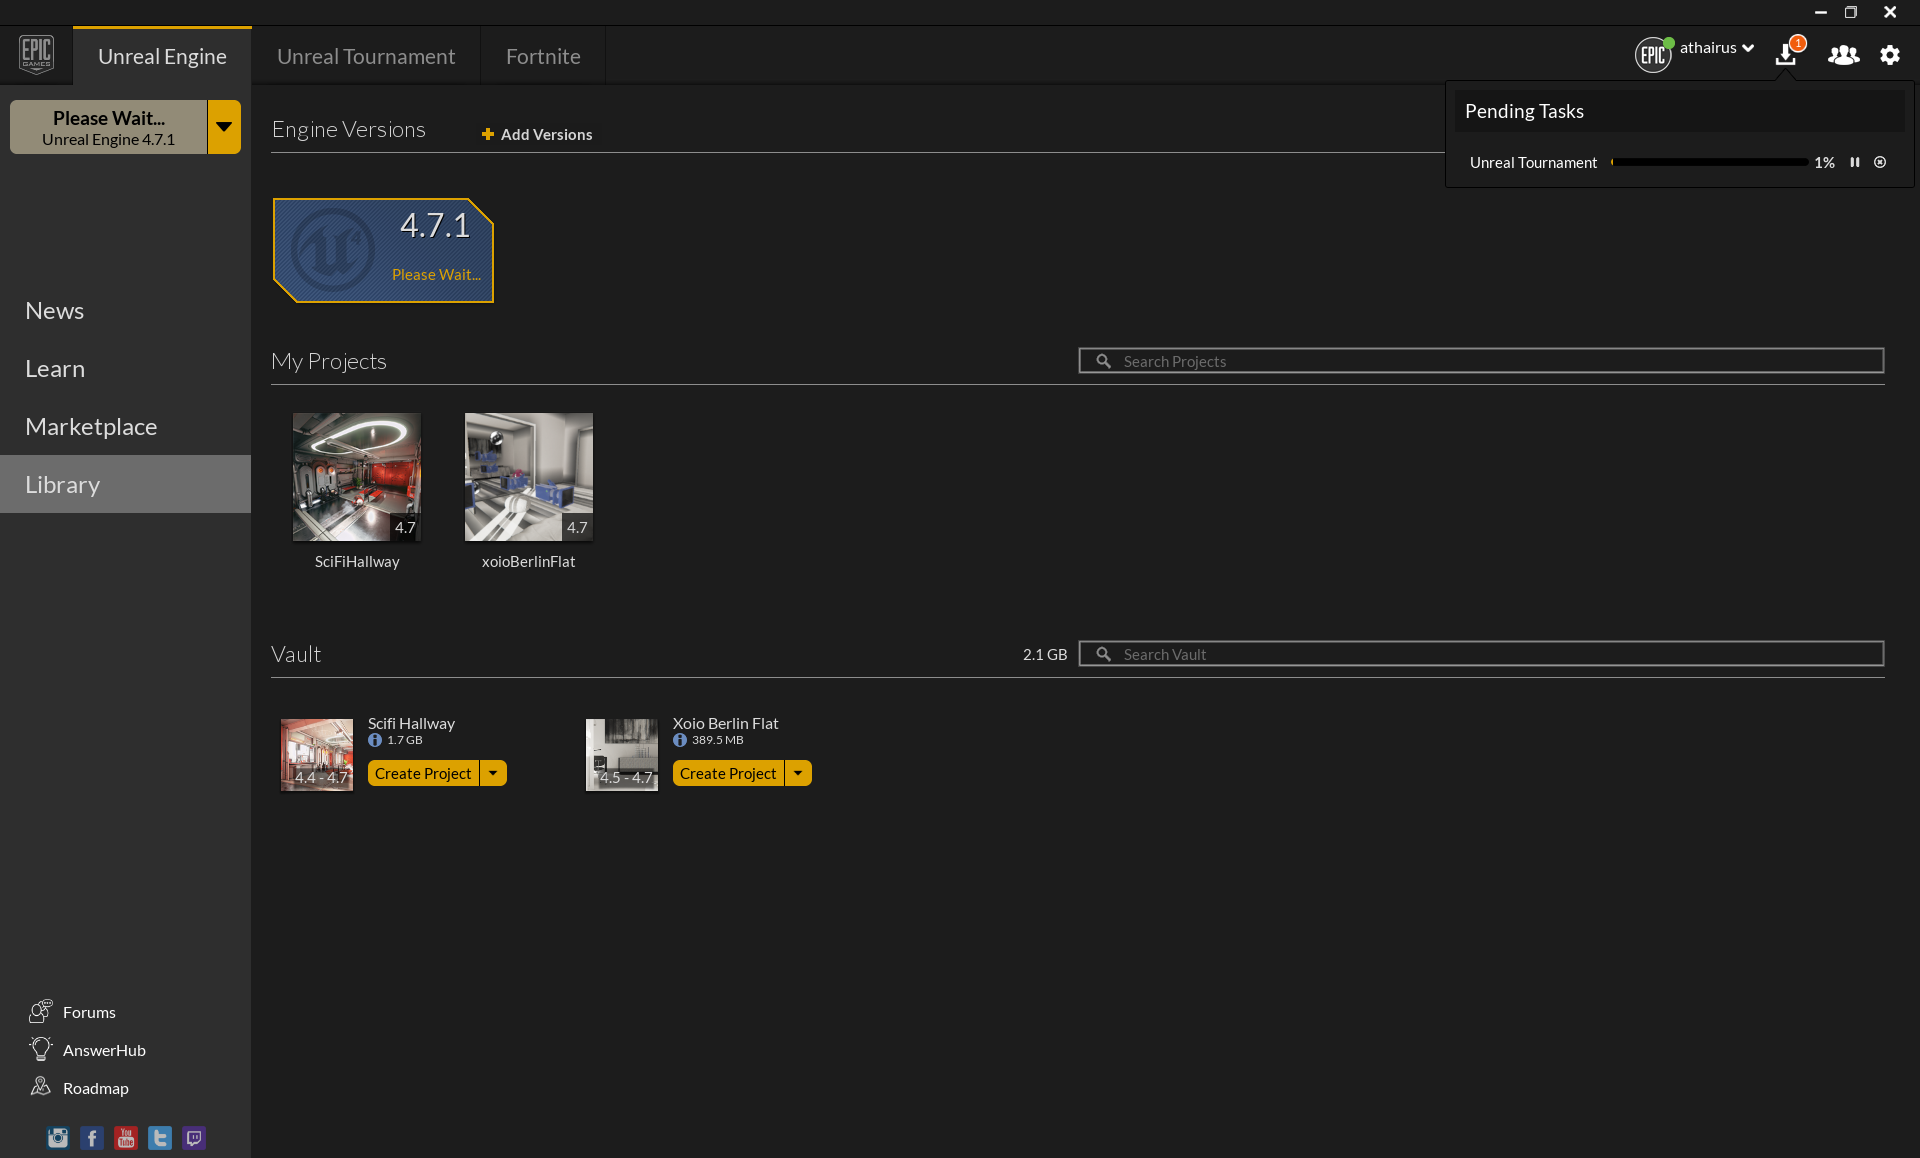 EPIC
GAMES
Unreal Engine
Unreal Tournament
Fortnite
EPIC
athairus
1
Please Wait...
Unreal Engine 4.7.1
Engine Versions
Add Versions
Pending Tasks
Unreal Tournament
1%
4.7.1
Please Wait...
News
Learn
Marketplace
Library
My Projects
Search Projects
4.7
4.7
SciFiHallway
xoioBerlinFlat
Vault
2.1 GB
Search Vault
Scifi Hallway
1.7 GB
4.4 - 4.7
Create Project
Xoio Berlin Flat
389.5 MB
4.5 - 4.7
Create Project
Forums
AnswerHub
Roadmap
You
Tube